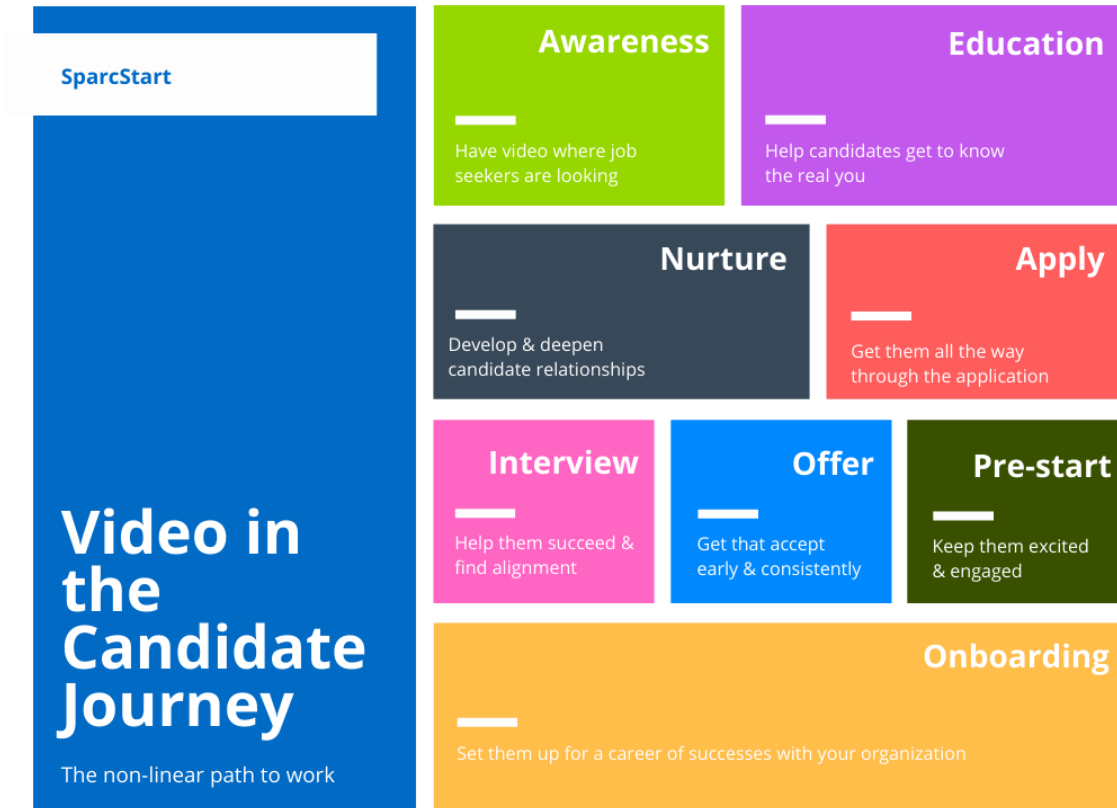 SparcStart
Video in
the
Candidate
Journey
The non-linear path to work
Awareness
Have video where job
seekers are looking
Education
Help candidates get to know
the real you
Nurture
Develop & deepen
candidate relationships
Apply
Get them all the way
through the application
Interview
Help them succeed &
find alignment
Offer
Get that accept
early & consistently
Pre-start
Keep them excited
& engaged
Onboarding
Set them up for a career of successes with your organization